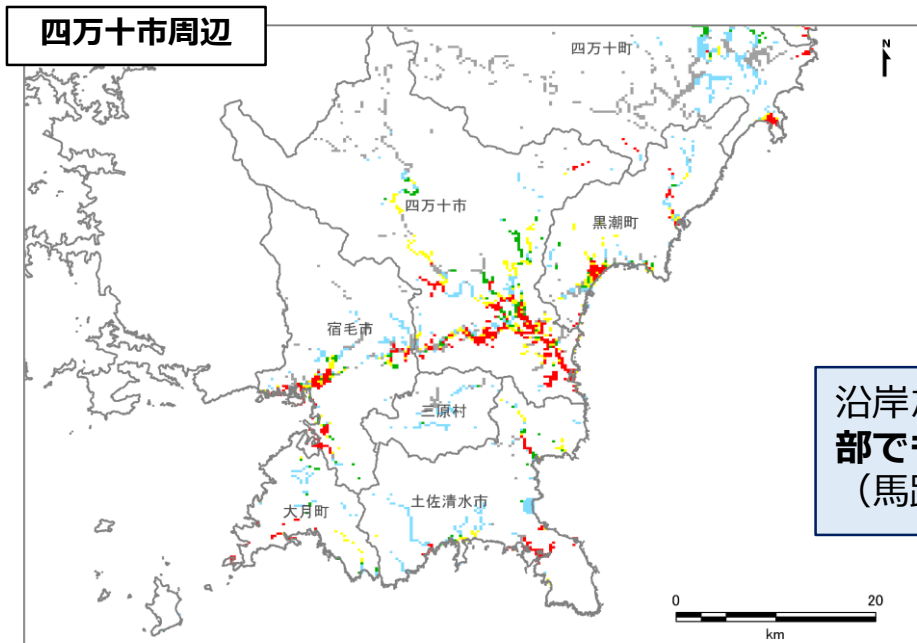 四万十市周辺
四万十町
N
四万十市
黒潮町
宿毛市
三原村
大月町
土佐清水市
沿岸
部で
（馬
0 20
km